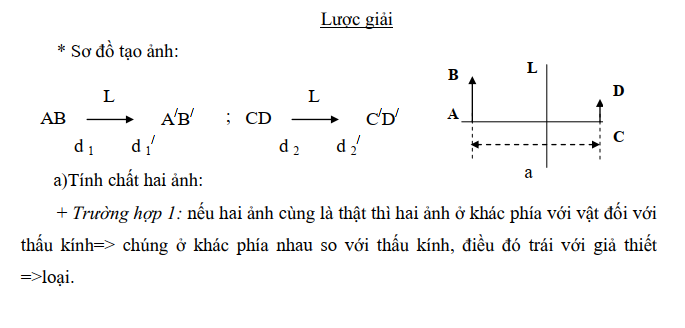 Lược giải
* Sơ đồ tạo ảnh:
B L D
L L
AB A/B/ ; CD C/D/ A
d 1 d 1/ d 2 d 2/ C
a
a)Tính chất hai ảnh:
+ Trường hợp 1: nếu hai ảnh cùng là thật thì hai ảnh ở khác phía với vật đối với
thấu kính=> chúng ở khác phía nhau so với thấu kính, điều đó trái với giả thiết
=>loại.